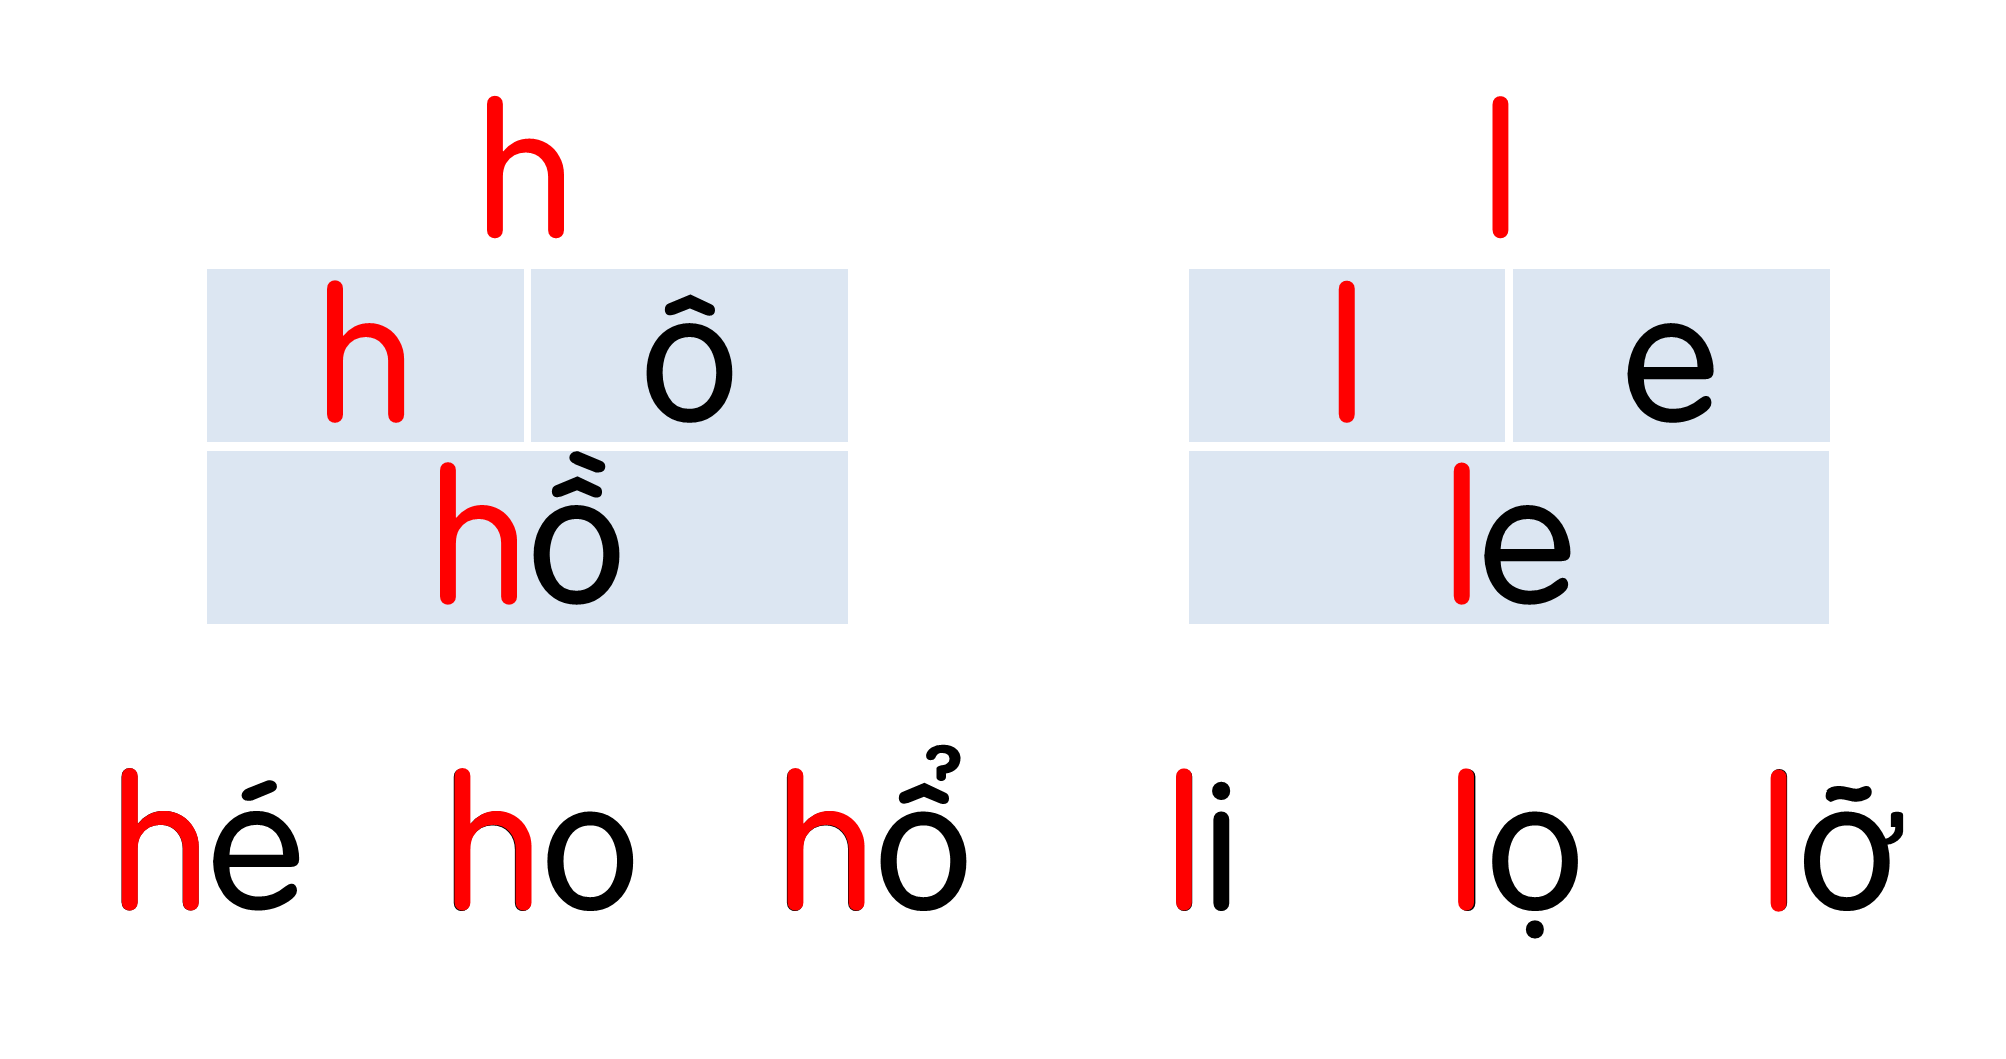 h l
h ô l e
hồ le
hé ho hổ li lọ lỡ